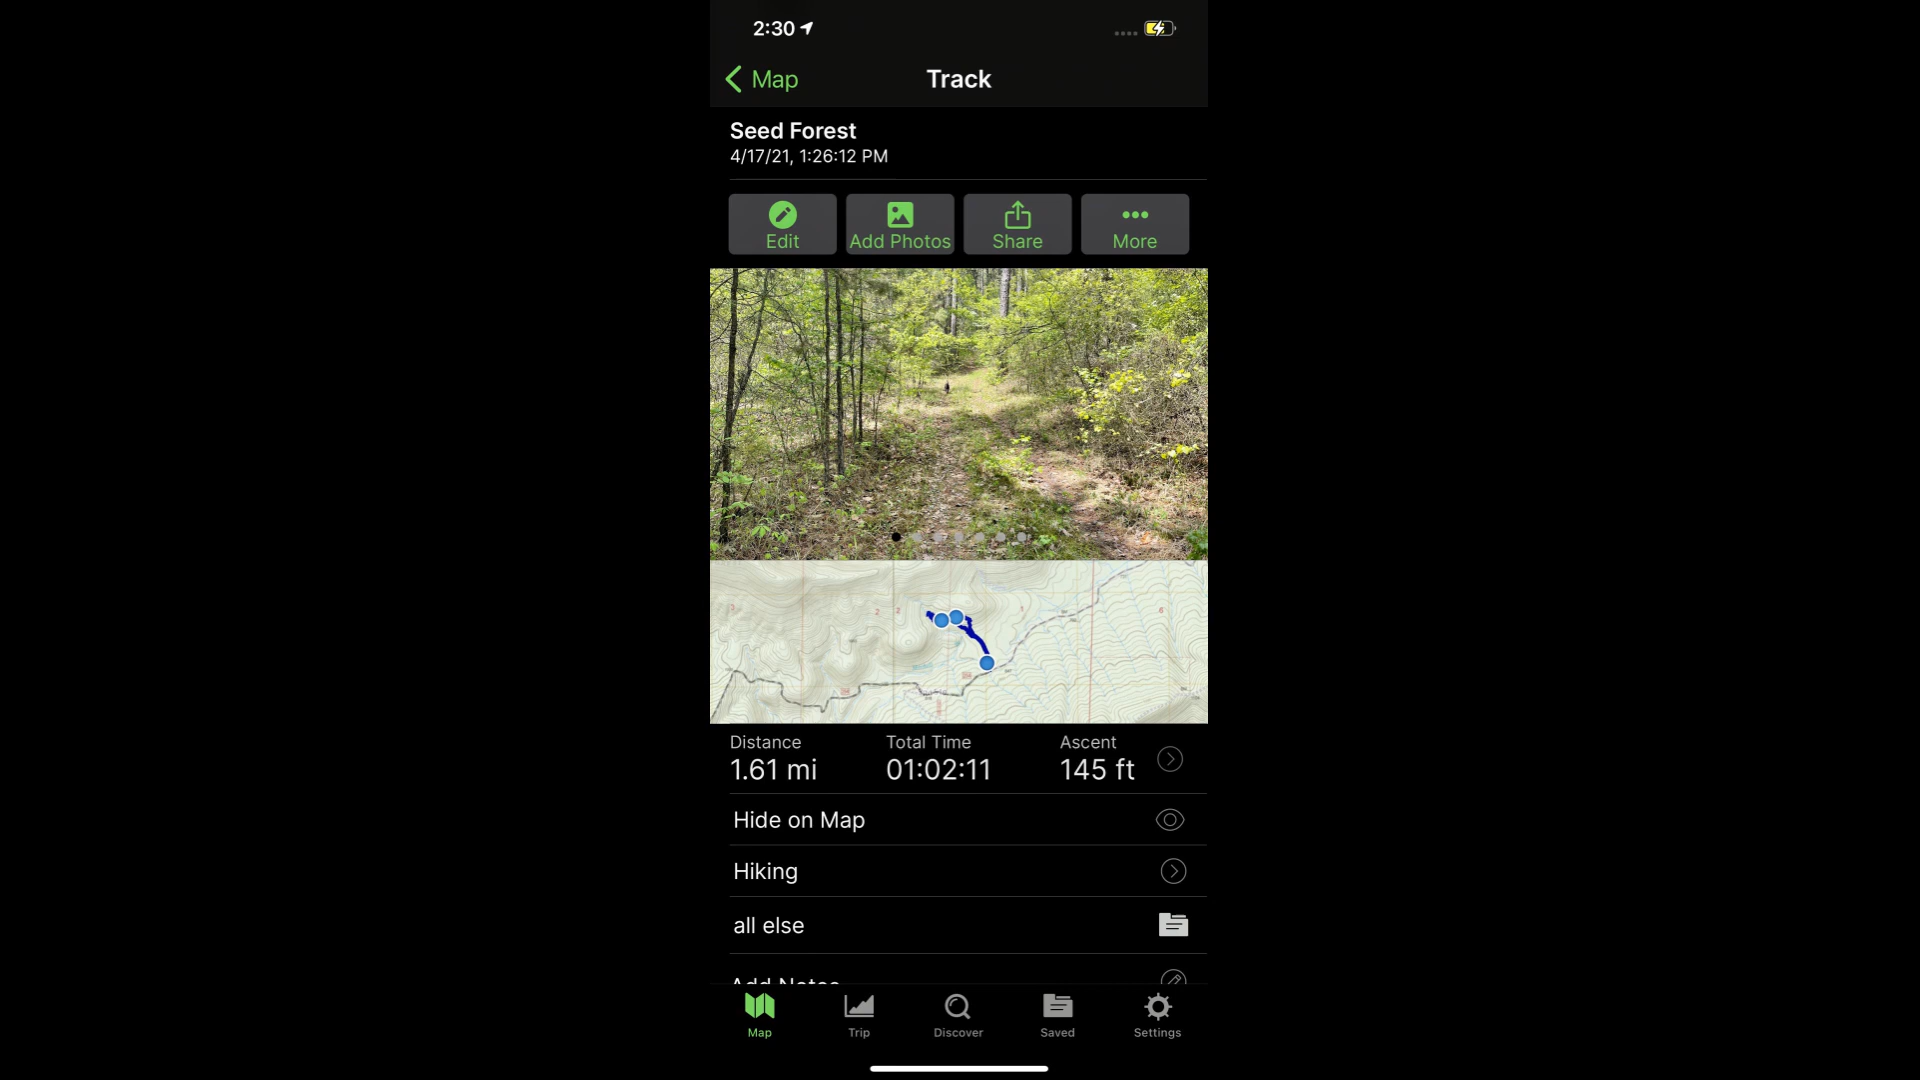 2:30
Map
Track
Seed Forest
4/17/21, 1:26:12 PM
Edit
Add Photos
Share
More
Distance
Total Time
Ascent
1.61 mi
01:02:11
145 ft
Hide on Map
Hiking
all else
Add Notes
Map
Trip
Discover
Saved
Settings